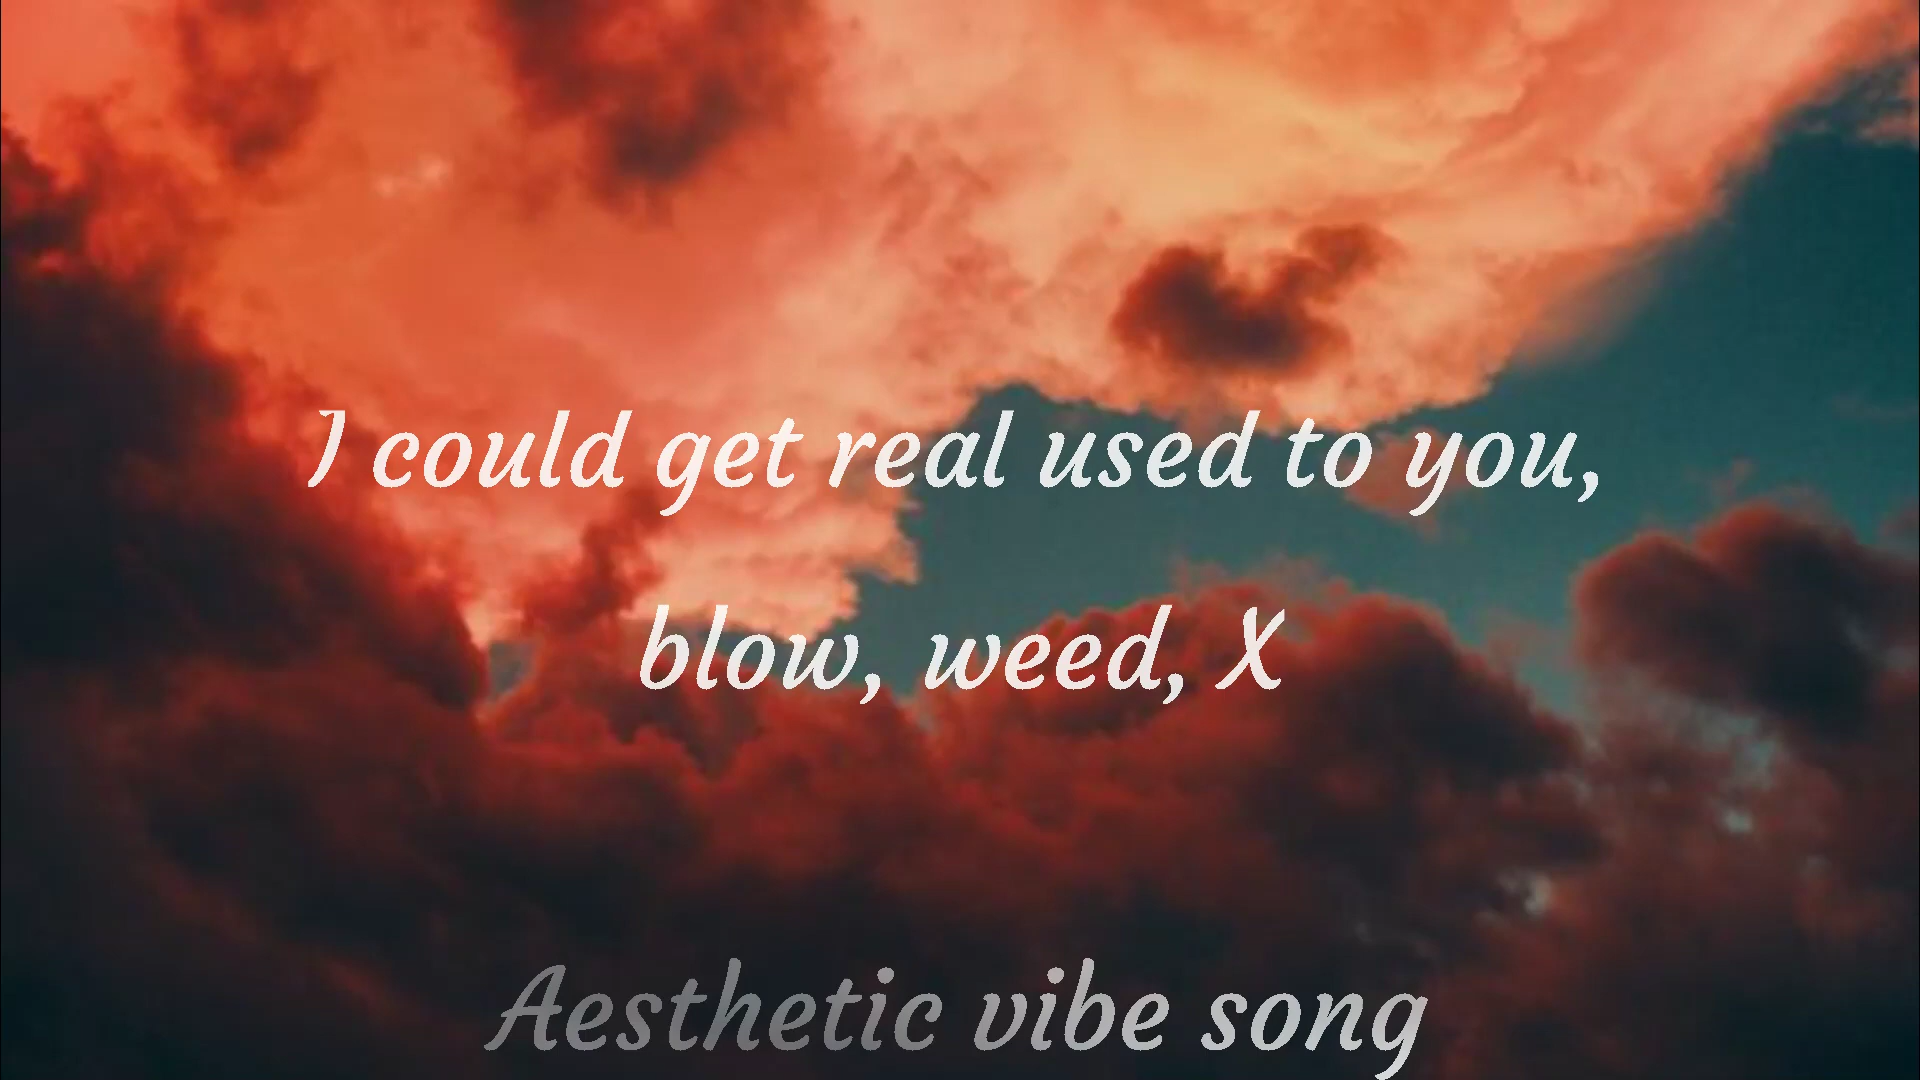 I could get real used to you,
blow, weed, X
Aesthetic vibe song